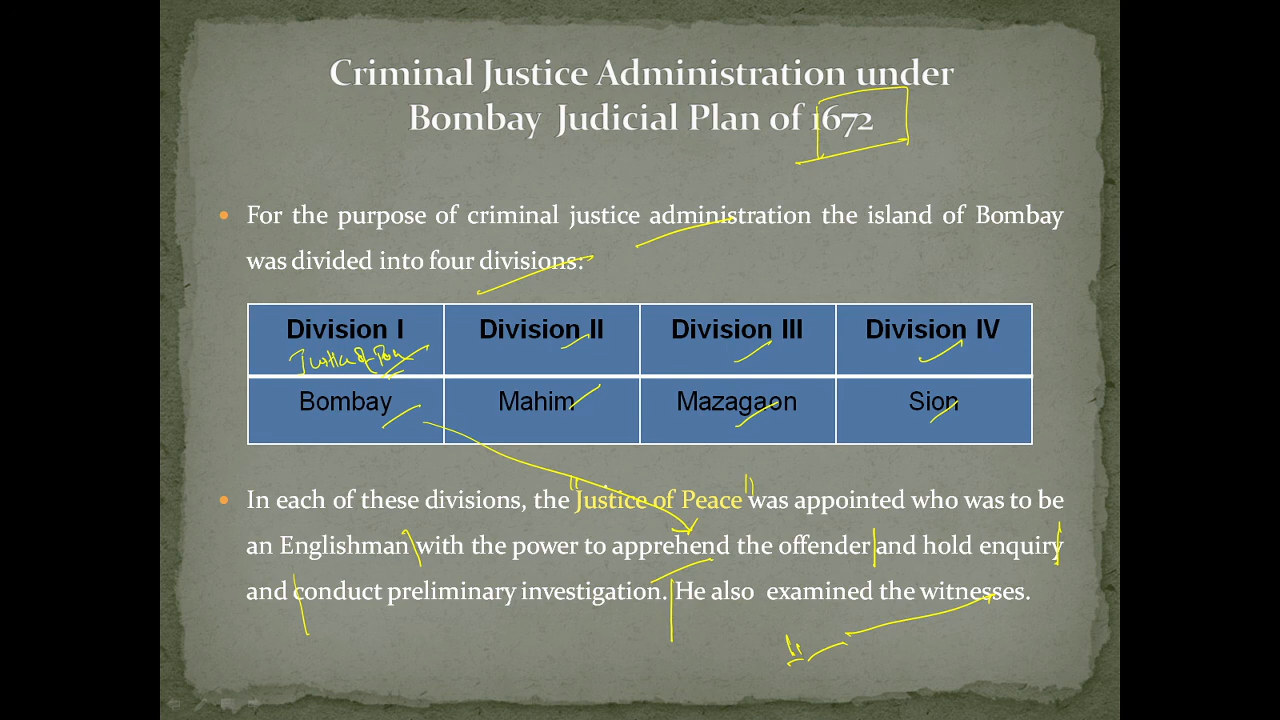 Criminal Justice Administration under
Bombay Judicial Plan of 1672
• For the purpose of criminal justice administration the island of Bombay
was divided into four divisions:
Division I Division II Division III Division IV
Justice of
Bombay Mahim Mazagaon Sion
• In each of these divisions, the "Justice of Peace" was appointed who was to be
an Englishman with the power to apprehend the offender and hold enquiry
and conduct preliminary investigation. He also examined the witnesses.